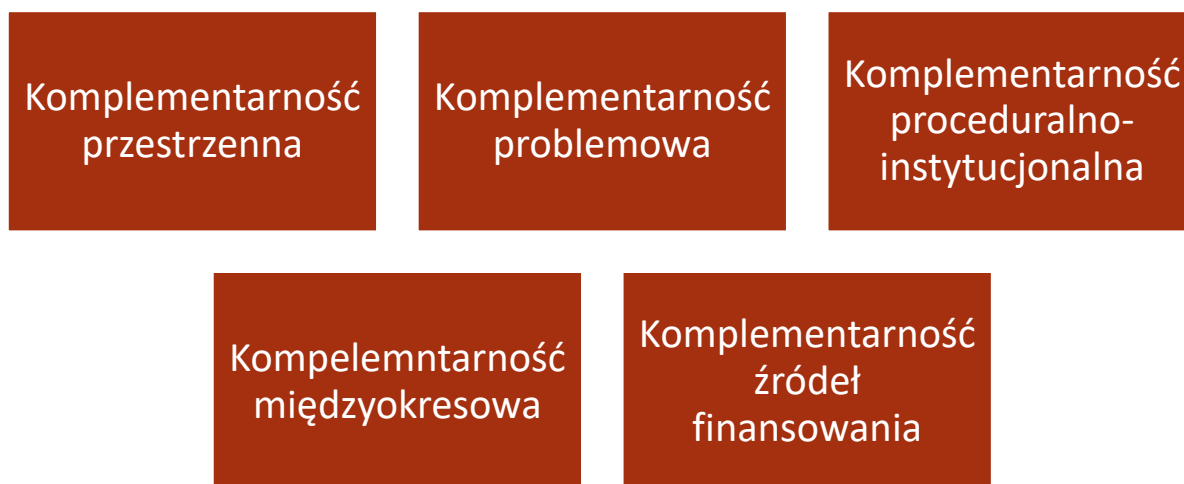 Komplementarność
przestrzenna
Komplementarność
problemowa
Komplementarność
proceduralno-
instytucjonalna
Kompelemntarność
międzyokresowa
Komplementarność
źródeł
finansowania